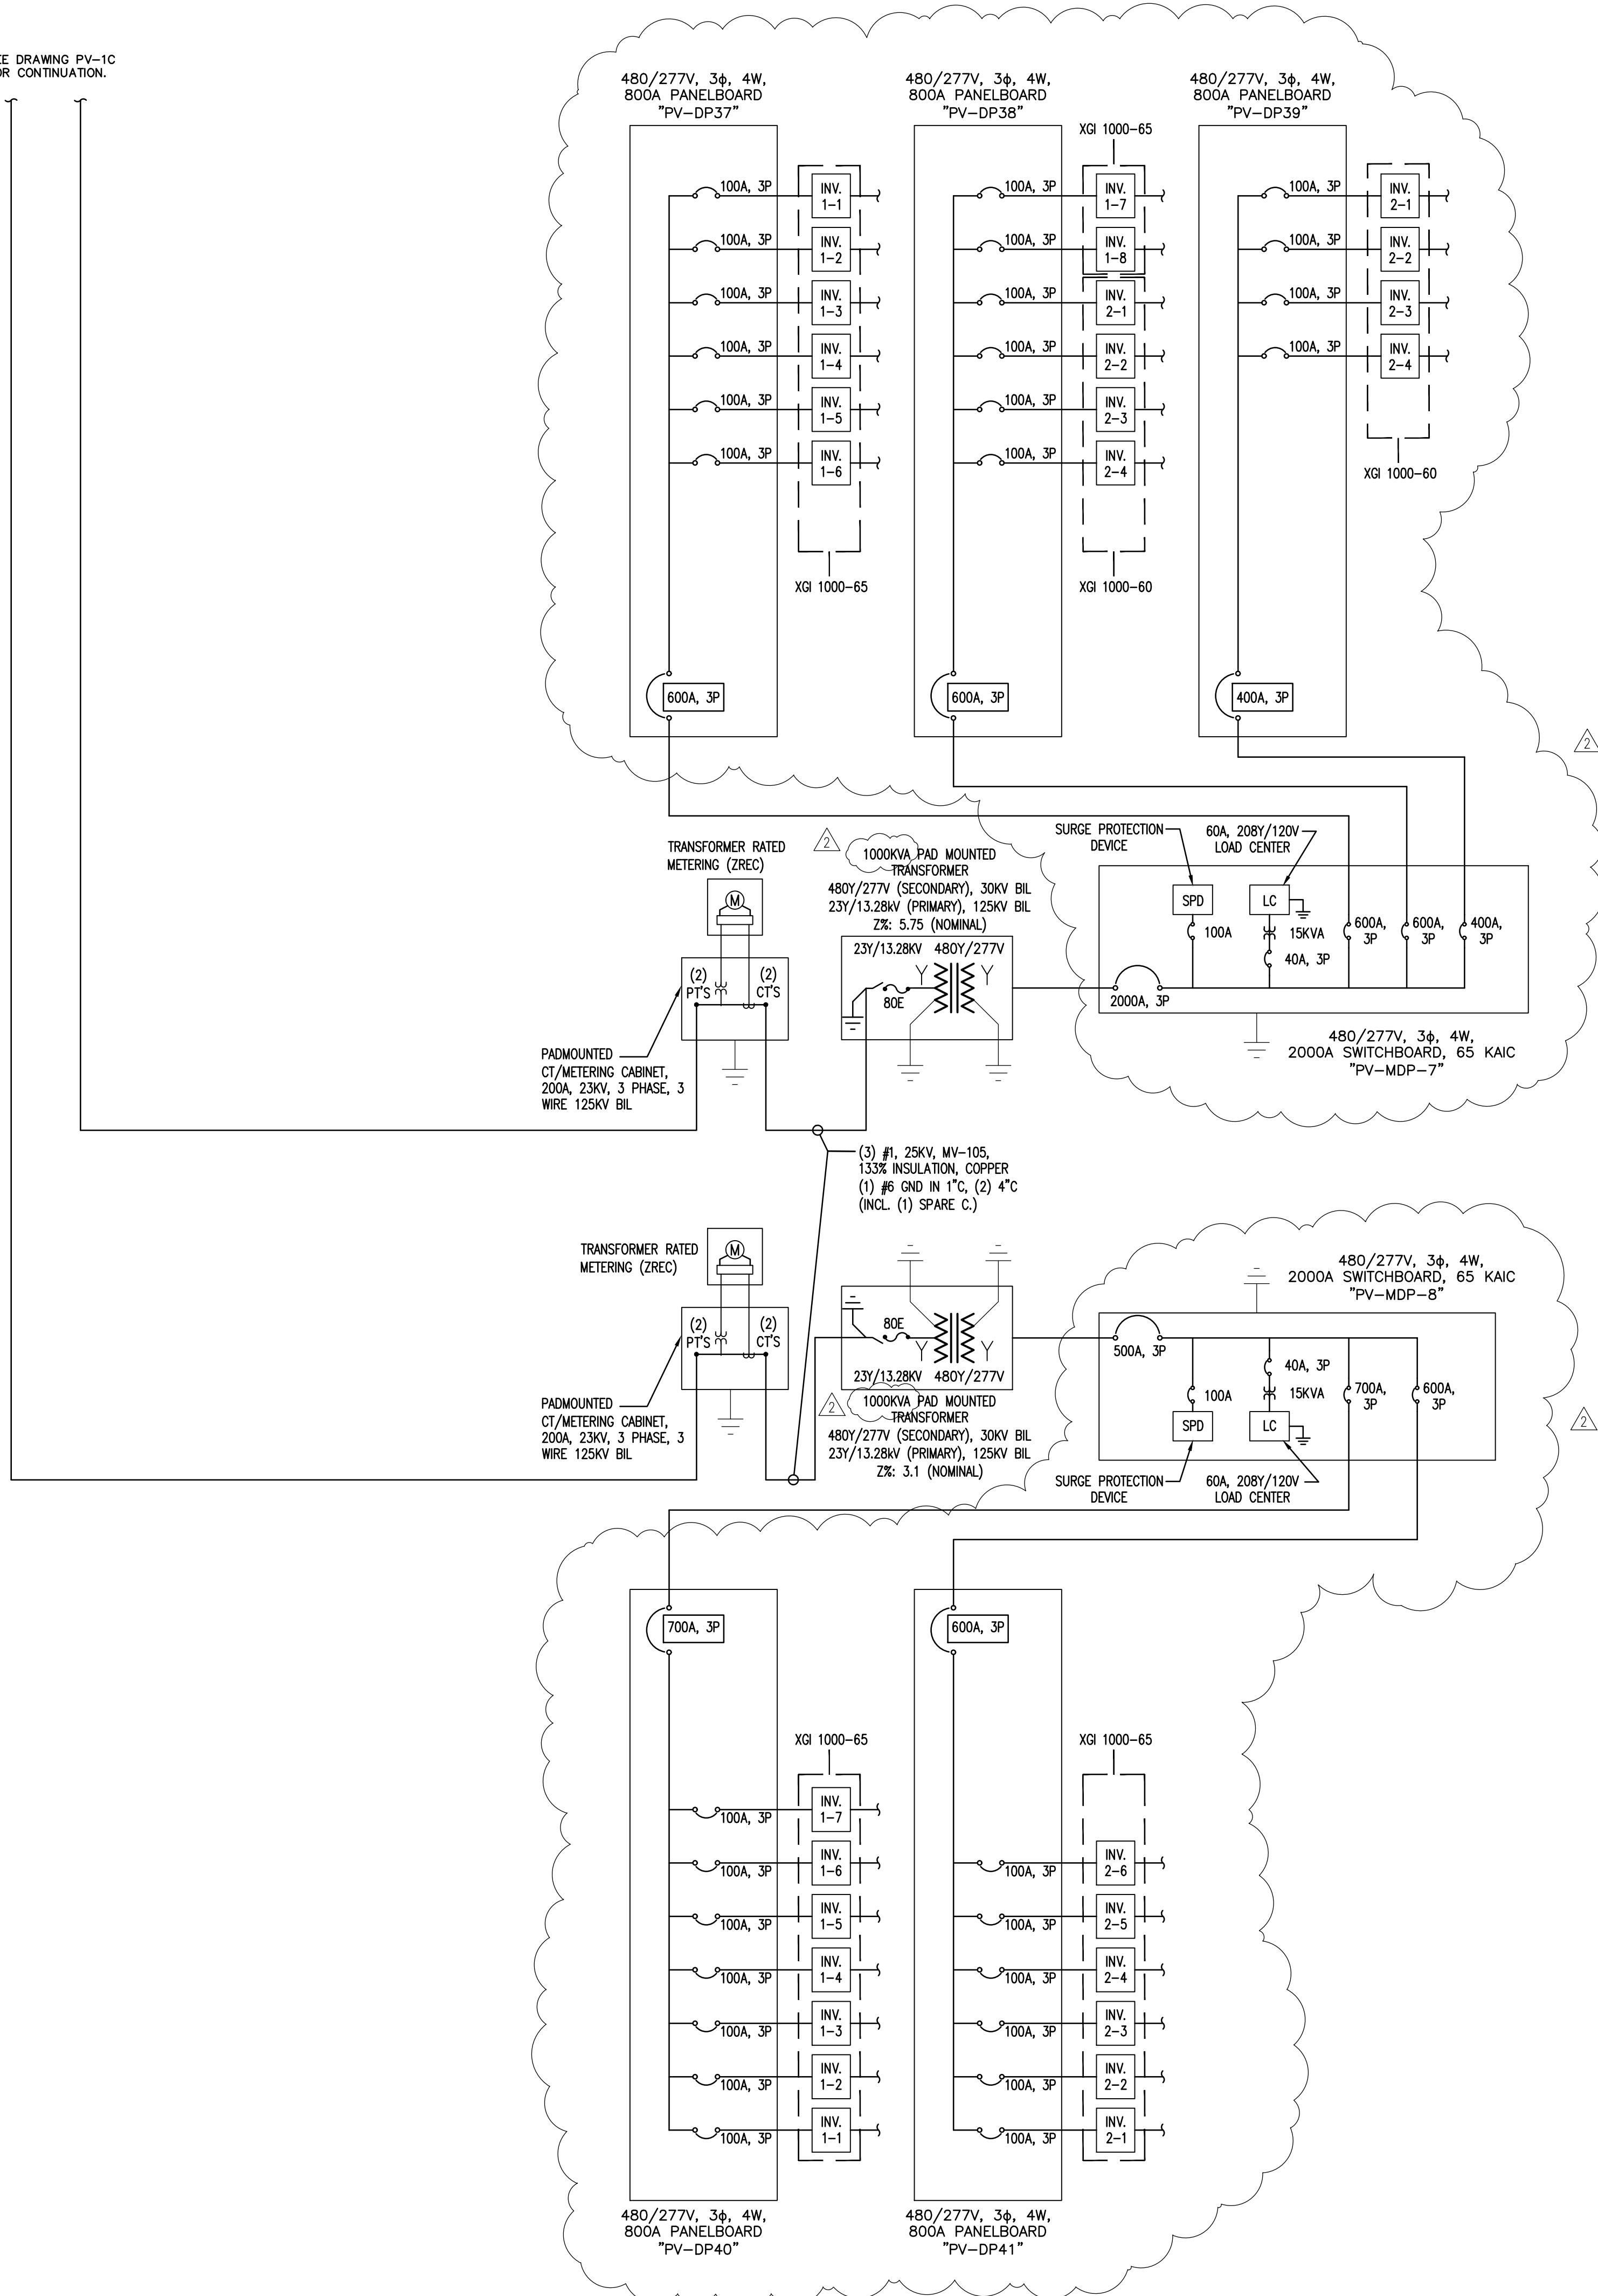 EE DRAWING PV-1C
OR CONTINUATION.
480/277V, 3ϕ, 4W,
800A PANELBOARD
"PV-DP37"
100A, 3P
INV.
1-1
100A, 3P
INV.
1-2
100A, 3P
INV.
1-3
100A, 3P
INV.
1-4
100A, 3P
INV.
1-5
100A, 3P
INV.
1-6
XGI 1000-65
600A, 3P
480/277V, 3ϕ, 4W,
800A PANELBOARD
"PV-DP38"
XGI 1000-65
100A, 3P
INV.
1-7
100A, 3P
INV.
1-8
100A, 3P
INV.
2-1
100A, 3P
INV.
2-2
100A, 3P
INV.
2-3
100A, 3P
INV.
2-4
XGI 1000-60
600A, 3P
480/277V, 3ϕ, 4W,
800A PANELBOARD
"PV-DP39"
100A, 3P
INV.
2-1
100A, 3P
INV.
2-2
100A, 3P
INV.
2-3
100A, 3P
INV.
2-4
XGI 1000-60
400A, 3P
2
TRANSFORMER RATED
METERING (ZREC)
M
(2)
PT'S
(2)
CT'S
PADMOUNTED
CT/METERING CABINET,
200A, 23KV, 3 PHASE, 3
WIRE 125KV BIL
2
1000KVA PAD MOUNTED
TRANSFORMER
480Y/277V (SECONDARY), 30KV BIL
23Y/13.28kV (PRIMARY), 125KV BIL
Z%: 5.75 (NOMINAL)
23Y/13.28KV
480Y/277V
80E
SURGE PROTECTION
DEVICE
60A, 208Y/120V
LOAD CENTER
SPD
LC
100A
15KVA
40A, 3P
600A,
3P
600A,
3P
400A,
3P
2000A, 3P
480/277V, 3ϕ, 4W,
2000A SWITCHBOARD, 65 KAIC
"PV-MDP-7"
(3) #1, 25KV, MV-105,
133% INSULATION, COPPER
(1) #6 GND IN 1"C, (2) 4"C
(INCL. (1) SPARE C.)
TRANSFORMER RATED
METERING (ZREC)
M
(2)
PT'S
(2)
CT'S
PADMOUNTED
CT/METERING CABINET,
200A, 23KV, 3 PHASE, 3
WIRE 125KV BIL
80E
23Y/13.28KV
480Y/277V
2
1000KVA PAD MOUNTED
TRANSFORMER
480Y/277V (SECONDARY), 30KV BIL
23Y/13.28kV (PRIMARY), 125KV BIL
Z%: 3.1 (NOMINAL)
480/277V, 3ϕ, 4W,
2000A SWITCHBOARD, 65 KAIC
"PV-MDP-8"
500A, 3P
40A, 3P
100A
15KVA
700A,
3P
600A,
3P
SPD
LC
SURGE PROTECTION
DEVICE
60A, 208Y/120V
LOAD CENTER
2
700A, 3P
XGI 1000-65
INV.
1-7
100A, 3P
INV.
1-6
100A, 3P
INV.
1-5
100A, 3P
INV.
1-4
100A, 3P
INV.
1-3
100A, 3P
INV.
1-2
100A, 3P
INV.
1-1
100A, 3P
480/277V, 3ϕ, 4W,
800A PANELBOARD
"PV-DP40"
600A, 3P
XGI 1000-65
INV.
2-6
100A, 3P
INV.
2-5
100A, 3P
INV.
2-4
100A, 3P
INV.
2-3
100A, 3P
INV.
2-2
100A, 3P
INV.
2-1
100A, 3P
480/277V, 3ϕ, 4W,
800A PANELBOARD
"PV-DP41"